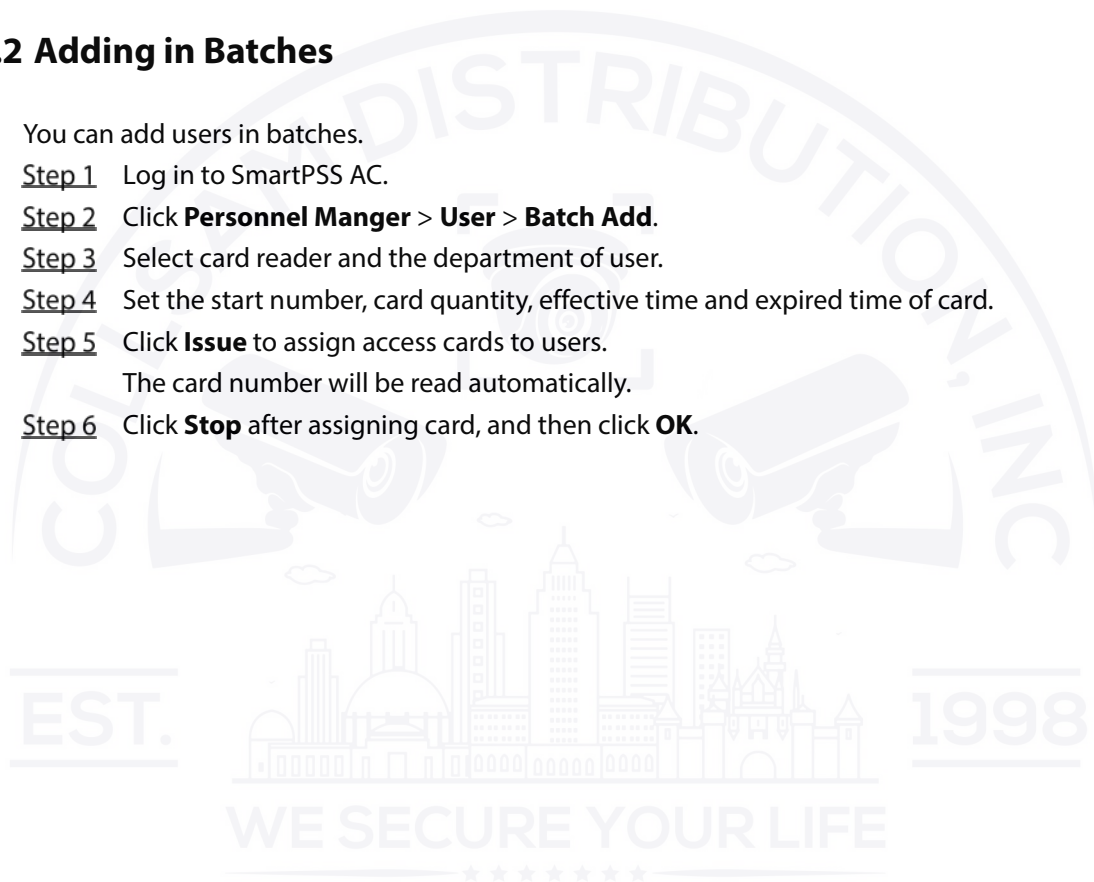 .2 Adding in Batches
You can add users in batches.
Step 1 Log in to SmartPSS AC.
Step 2 Click Personnel Manger > User > Batch Add.
Step 3 Select card reader and the department of user.
Step 4 Set the start number, card quantity, effective time and expired time of card.
Step 5 Click Issue to assign access cards to users.
The card number will be read automatically.
Step 6 Click Stop after assigning card, and then click OK.
COLLSAM DISTRIBUTION, INC
EST. 1998
WE SECURE YOUR LIFE